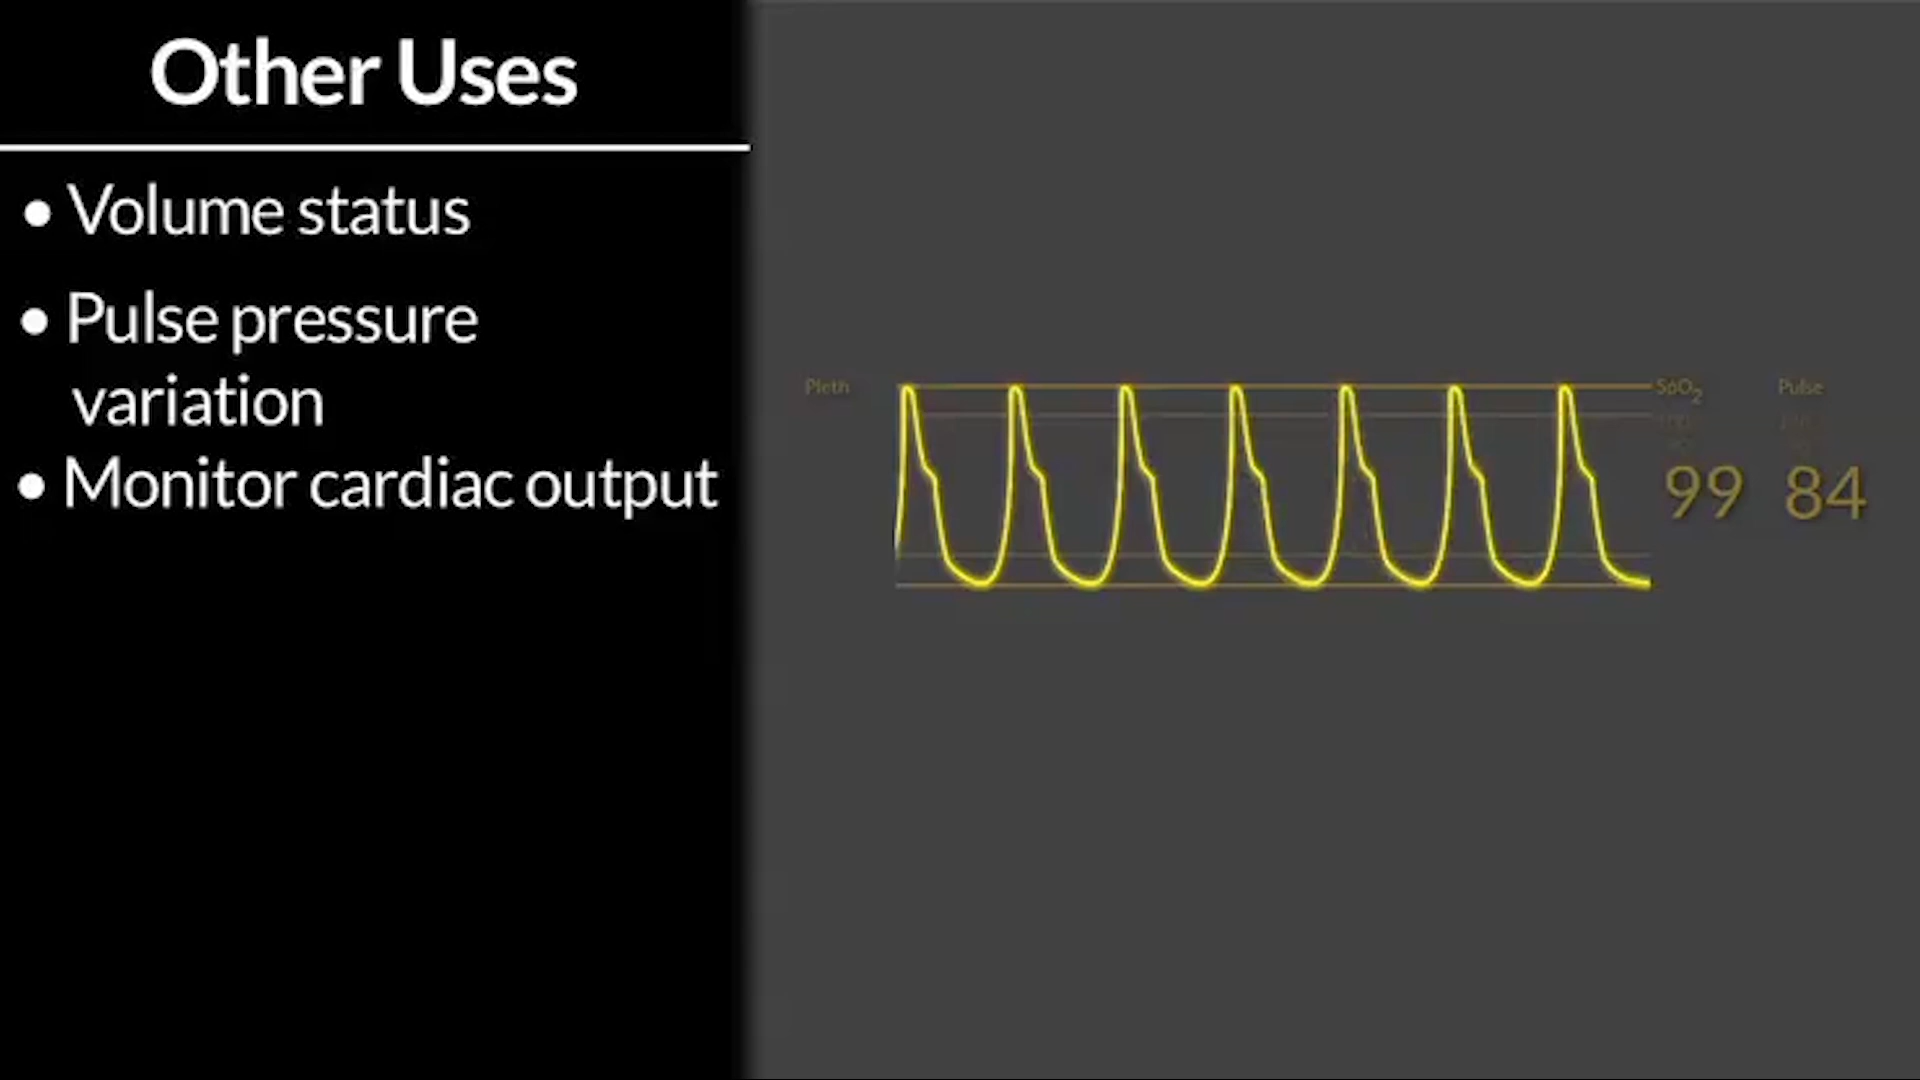 Other Uses
• Volume status
• Pulse pressure
variation
• Monitor cardiac output
Pleth
SpO₂
Pulse
99
84